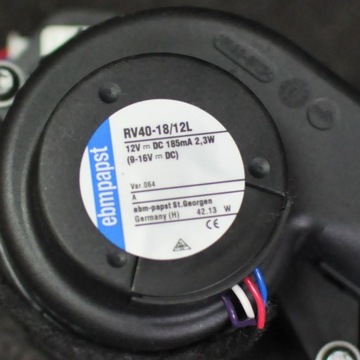 ebmpapst
RV40-18/12L
12V ⎓ DC 185mA 2,3W
(9-16V ⎓ DC)
Ver.064
A
ebm-papst St.Georgen
Germany (H) 42.13 W
CE